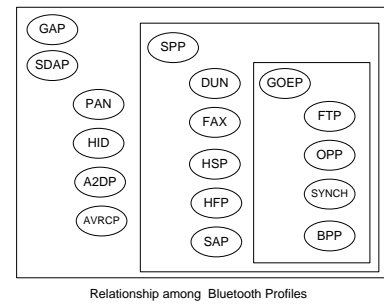 GAP
SDAP
PAN
HID
A2DP
AVRCP
SPP
DUN
FAX
HSP
HFP
SAP
GOEP
FTP
OPP
SYNCH
BPP
Relationship among Bluetooth Profiles